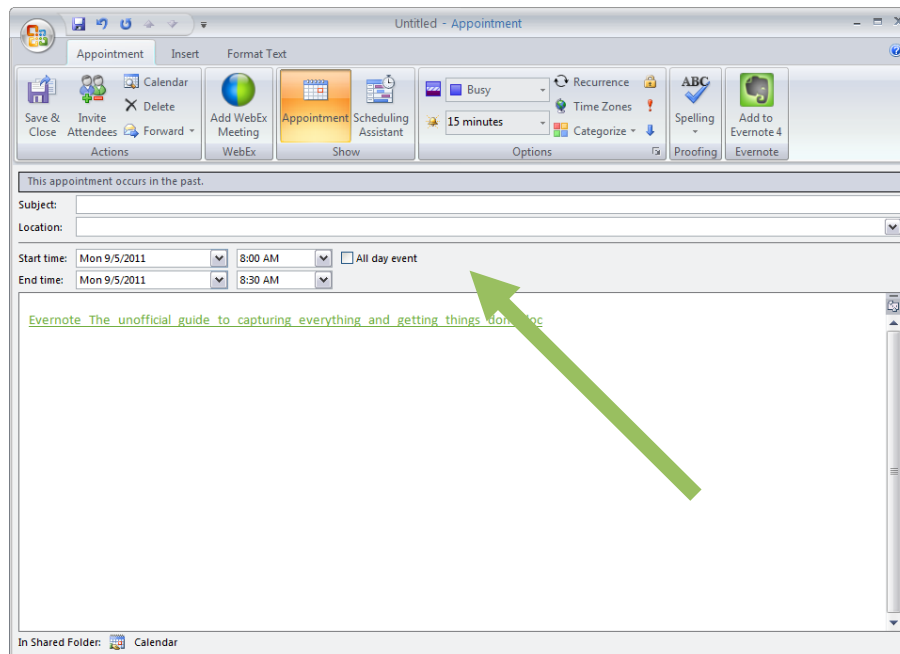 Untitled - Appointment
Appointment Insert Format Text
Save & Close
Invite Attendees
Calendar
Delete
Forward
Actions
Add WebEx Meeting
WebEx
Appointment
Scheduling Assistant
Show
Busy
15 minutes
Recurrence
Time Zones
Categorize
Options
ABC
Spelling
Proofing
Add to Evernote 4
Evernote
This appointment occurs in the past.
Subject:
Location:
Start time: Mon 9/5/2011 8:00 AM All day event
End time: Mon 9/5/2011 8:30 AM
Evernote The unofficial guide to capturing everything and getting things
In Shared Folder: Calendar